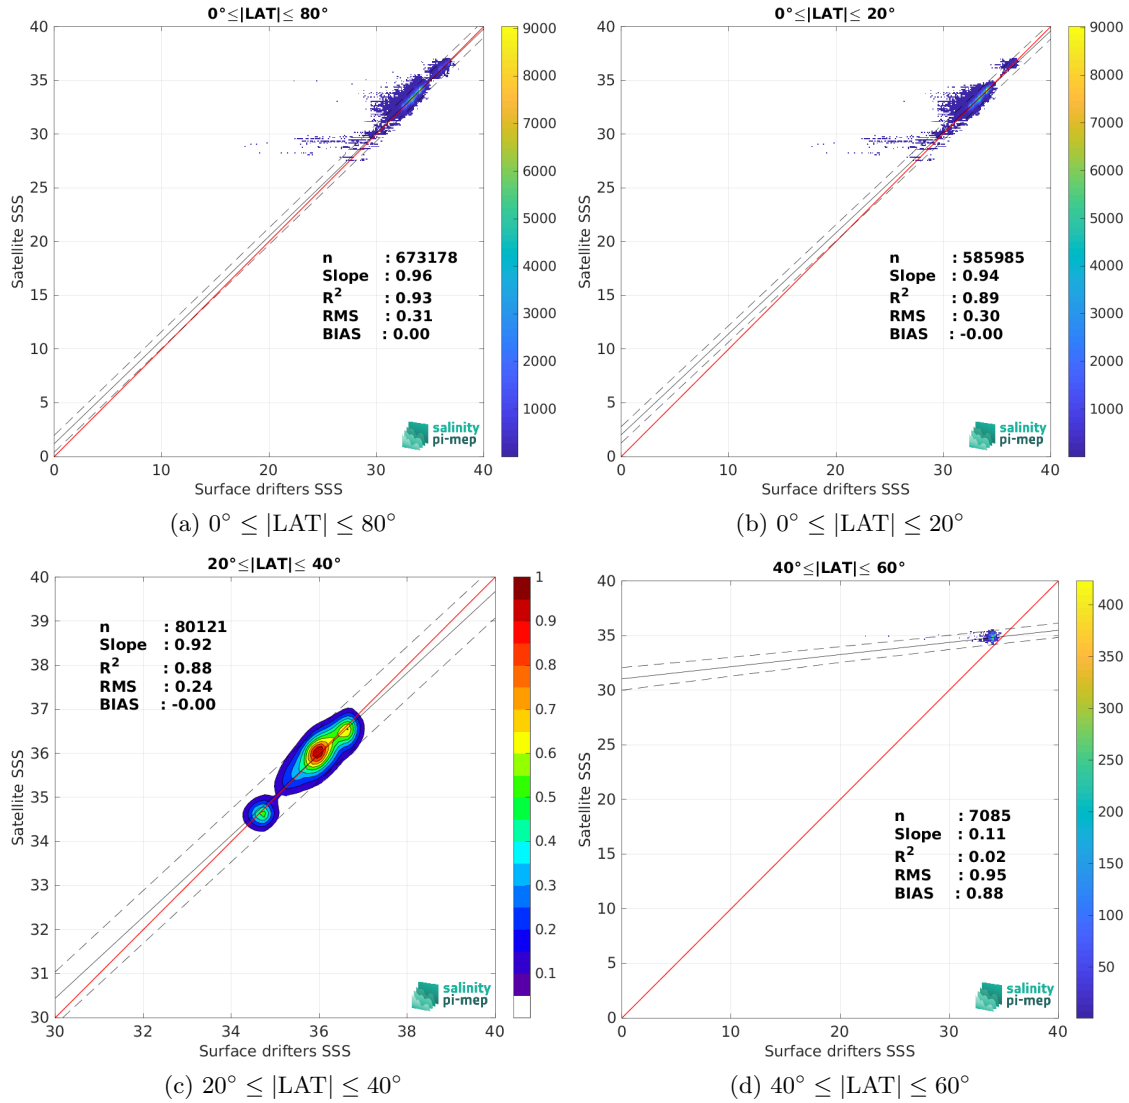 0°≤|LAT|≤ 80°
Satellite SSS
40
35
30
25
20
15
10
5
0
0 10 20 30 40
Surface drifters SSS
n : 673178
Slope : 0.96
R² : 0.93
RMS : 0.31
BIAS : 0.00
salinity
pi-mep
9000
8000
7000
6000
5000
4000
3000
2000
1000
(a) 0° ≤ |LAT| ≤ 80°
0°≤|LAT|≤ 20°
Satellite SSS
40
35
30
25
20
15
10
5
0
0 10 20 30 40
Surface drifters SSS
n : 585985
Slope : 0.94
R² : 0.89
RMS : 0.30
BIAS : -0.00
salinity
pi-mep
9000
8000
7000
6000
5000
4000
3000
2000
1000
(b) 0° ≤ |LAT| ≤ 20°
20°≤|LAT|≤ 40°
Satellite SSS
40
39
38
37
36
35
34
33
32
31
30
30 32 34 36 38 40
Surface drifters SSS
n : 80121
Slope : 0.92
R² : 0.88
RMS : 0.24
BIAS : -0.00
salinity
pi-mep
1
0.9
0.8
0.7
0.6
0.5
0.4
0.3
0.2
0.1
(c) 20° ≤ |LAT| ≤ 40°
40°≤|LAT|≤ 60°
Satellite SSS
40
35
30
25
20
15
10
5
0
0 10 20 30 40
Surface drifters SSS
n : 7085
Slope : 0.11
R² : 0.02
RMS : 0.95
BIAS : 0.88
salinity
pi-mep
400
350
300
250
200
150
100
50
(d) 40° ≤ |LAT| ≤ 60°